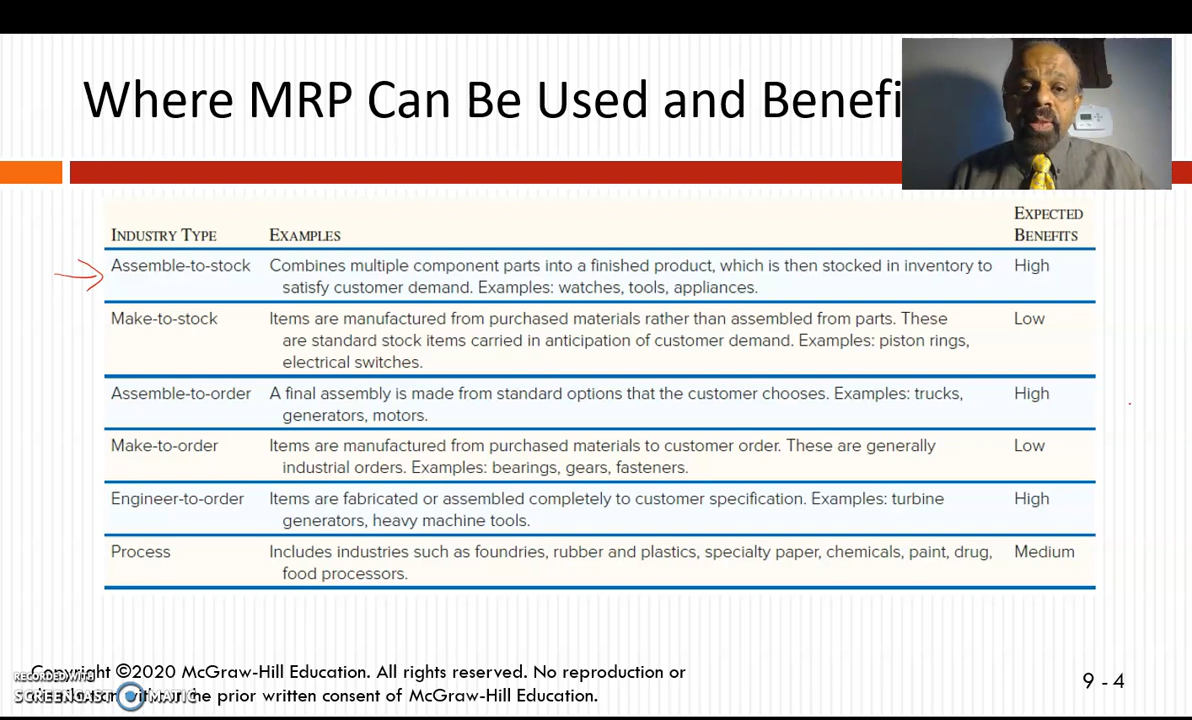 Where MRP Can Be Used and Benefi
INDUSTRY TYPE EXAMPLES EXPECTED BENEFITS
Assemble-to-stock Combines multiple component parts into a finished product, which is then stocked in inventory to High
satisfy customer demand. Examples: watches, tools, appliances.
Make-to-stock Items are manufactured from purchased materials rather than assembled from parts. These Low
are standard stock items carried in anticipation of customer demand. Examples: piston rings,
electrical switches.
Assemble-to-order A final assembly is made from standard options that the customer chooses. Examples: trucks, High
generators, motors.
Make-to-order Items are manufactured from purchased materials to customer order. These are generally Low
industrial orders. Examples: bearings, gears, fasteners.
Engineer-to-order Items are fabricated or assembled completely to customer specification. Examples: turbine High
generators, heavy machine tools.
Process Includes industries such as foundries, rubber and plastics, specialty paper, chemicals, paint, drug, Medium
food processors.
Copyright ©2020 McGraw-Hill Education. All rights reserved. No reproduction or
the prior written consent of McGraw-Hill Education.
RECORDED WITH
SCREENCAST MATIC
9 - 4